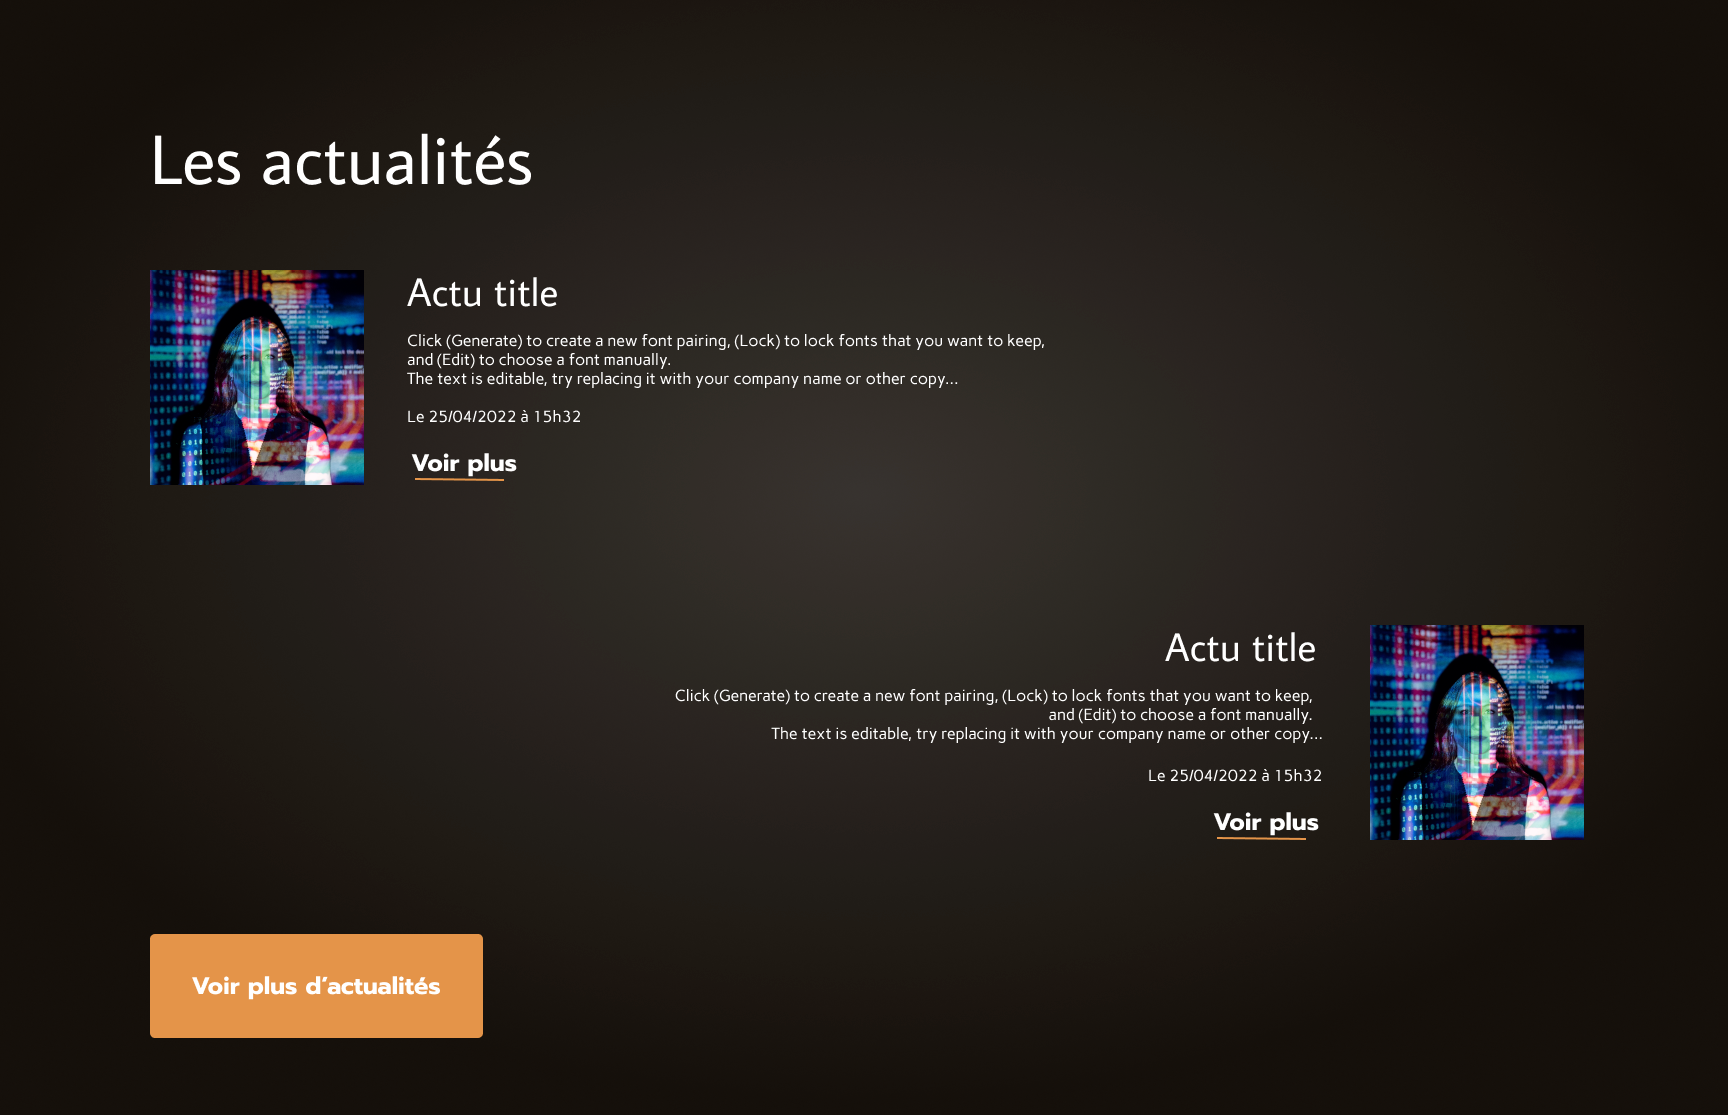 Les actualités
Actu title
Click (Generate) to create a new font pairing, (Lock) to lock fonts that you want to keep,
and (Edit) to choose a font manually.
The text is editable, try replacing it with your company name or other copy...
Le 25/04/2022 à 15h32
Voir plus
Actu title
Click (Generate) to create a new font pairing, (Lock) to lock fonts that you want to keep,
and (Edit) to choose a font manually.
The text is editable, try replacing it with your company name or other copy...
Le 25/04/2022 à 15h32
Voir plus
Voir plus d’actualités